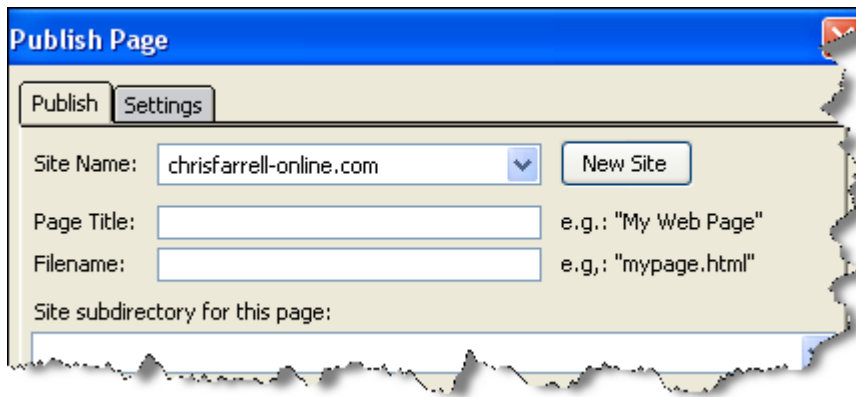 Publish Page
Publish Settings
Site Name: chrisfarrell-online.com New Site
Page Title: e.g.: "My Web Page"
Filename: e.g,: "mypage.html"
Site subdirectory for this page: